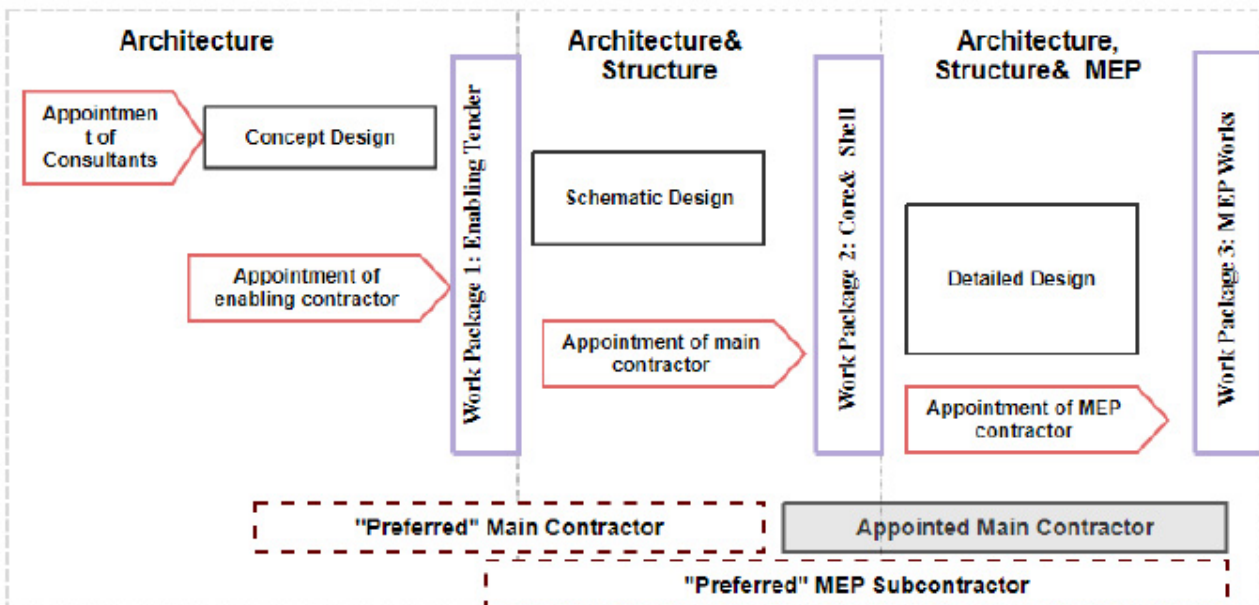 Architecture
Architecture&
Structure
Architecture,
Structure& MEP
Appointmen
t of
Consultants
Concept Design
Work Package 1: Enabling Tender
Appointment of
enabling contractor
Schematic Design
Appointment of main
contractor
Work Package 2: Core& Shell
Detailed Design
Appointment of MEP
contractor
Work Package 3: MEP Works
"Preferred" Main Contractor
Appointed Main Contractor
"Preferred" MEP Subcontractor